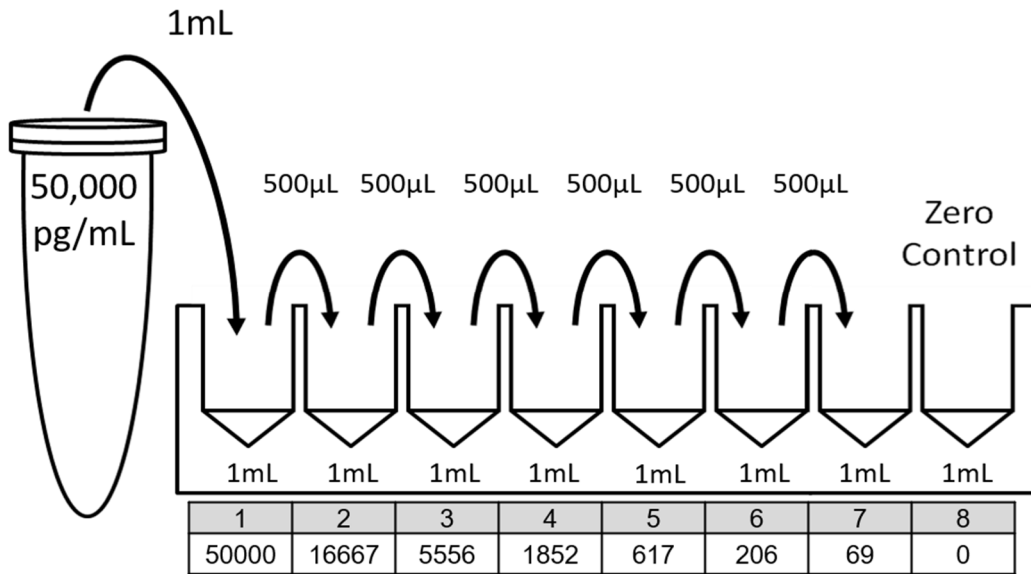 1mL
50,000
pg/mL
500µL 500µL 500µL 500µL 500µL 500µL
Zero
Control
1mL 1mL 1mL 1mL 1mL 1mL 1mL 1mL
1 2 3 4 5 6 7 8
50000 16667 5556 1852 617 206 69 0